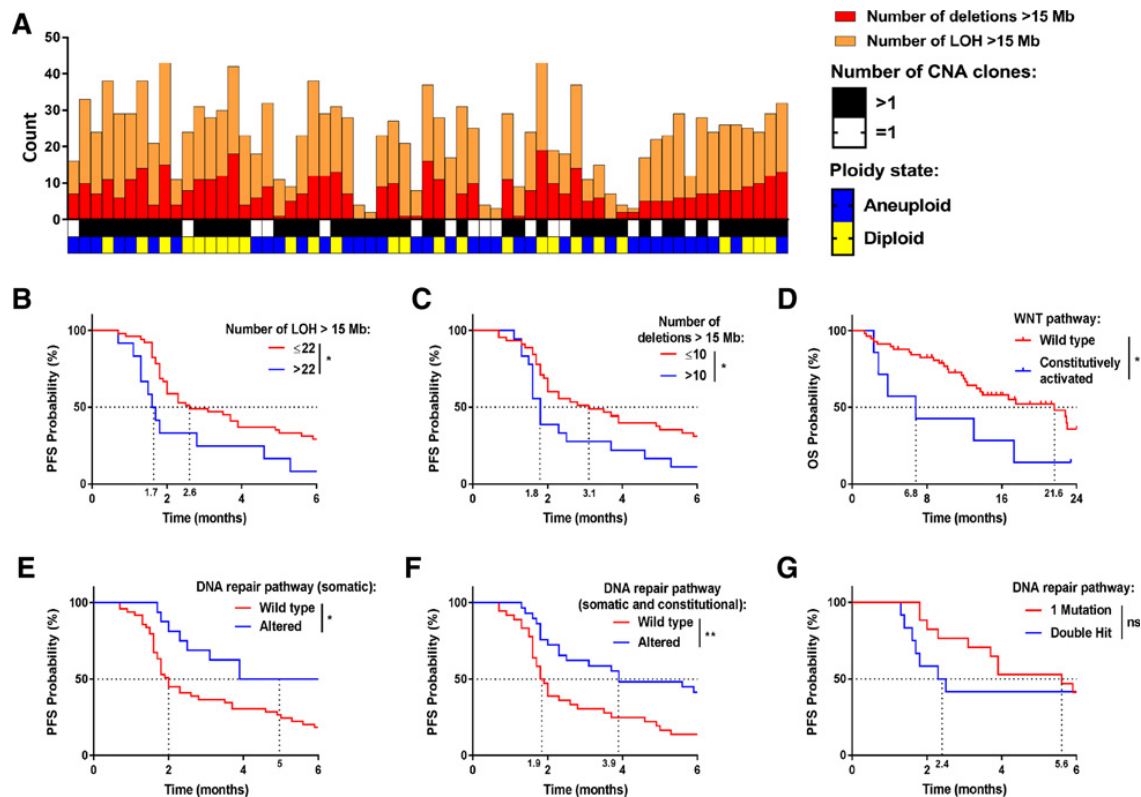 A
50
40
30
20
10
0
Count
Number of deletions >15 Mb
Number of LOH >15 Mb
Number of CNA clones:
>1
=1
Ploidy state:
Aneuploid
Diploid
B
PFS Probability (%)
100
50
0
Number of LOH > 15 Mb:
≤22
>22
*
1.7
2.6
0 2 4 6
Time (months)
C
PFS Probability (%)
100
50
0
Number of
deletions > 15 Mb:
≤10
>10
*
1.8
3.1
0 2 4 6
Time (months)
D
OS Probability (%)
100
50
0
WNT pathway:
Wild type
Constitutively
activated
*
6.8
21.6
0 8 16 24
Time (months)
E
PFS Probability (%)
100
50
0
DNA repair pathway (somatic):
Wild type
Altered
*
0 2 4 6
5
Time (months)
F
PFS Probability (%)
100
50
0
DNA repair pathway
(somatic and constitutional):
Wild type
Altered
**
1.9
3.9
0 2 4 6
Time (months)
G
PFS Probability (%)
100
50
0
DNA repair pathway:
1 Mutation
Double Hit
ns
2.4
5.6
0 2 4 6
Time (months)